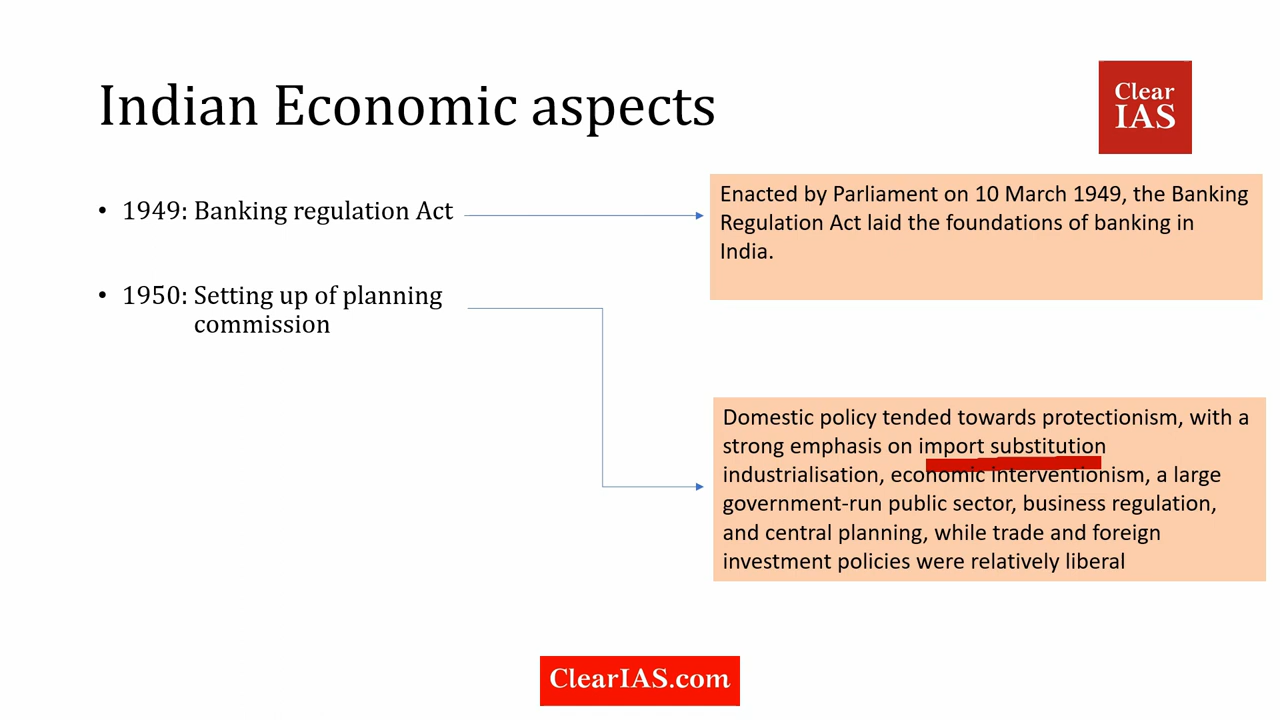 Indian Economic aspects
Clear
IAS
• 1949: Banking regulation Act
Enacted by Parliament on 10 March 1949, the Banking
Regulation Act laid the foundations of banking in
India.
• 1950: Setting up of planning
commission
Domestic policy tended towards protectionism, with a
strong emphasis on import substitution
industrialisation, economic interventionism, a large
government-run public sector, business regulation,
and central planning, while trade and foreign
investment policies were relatively liberal
ClearIAS.com